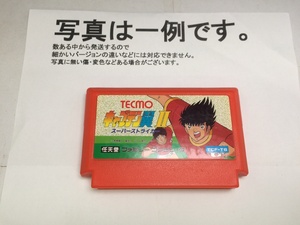 写真は一例です。
数ある中から発送するので
細かいバージョンの違いなどには対応できません。
写真に無い傷・変色などある場合がございます。
TECMO
キャプテン翼II
スーパーストライカー
任天堂